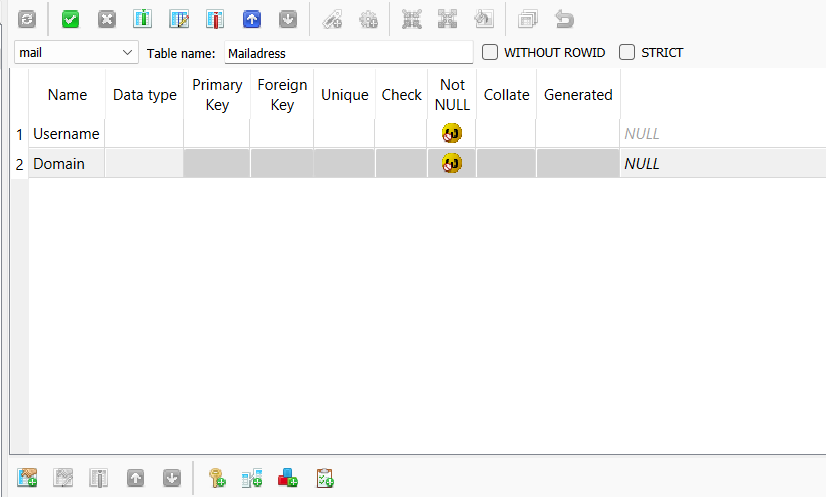 mail Table name: Mailadress WITHOUT ROWID STRICT
Name Data type Primary Key Foreign Key Unique Check Not NULL Collate Generated
1 Username NULL
2 Domain NULL